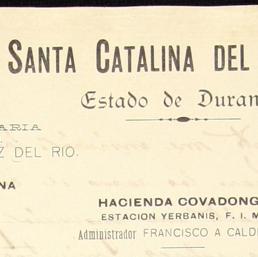 SANTA CATALINA DEL
Estado de Duran
ARIA
Z DEL RIO.
NA
HACIENDA COVADONG
ESTACION YERBANIS, F. I. M
Administrador FRANCISCO A CALD